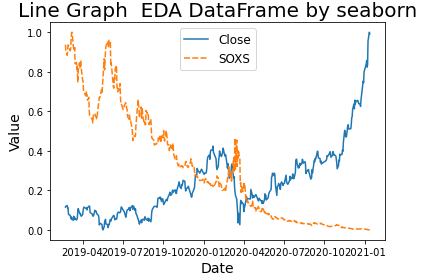 Line Graph  EDA DataFrame by seaborn
1.0
0.8
0.6
0.4
0.2
0.0
Value
Close
SOXS
2019-04 2019-07 2019-10 2020-01 2020-04 2020-07 2020-10 2021-01
Date